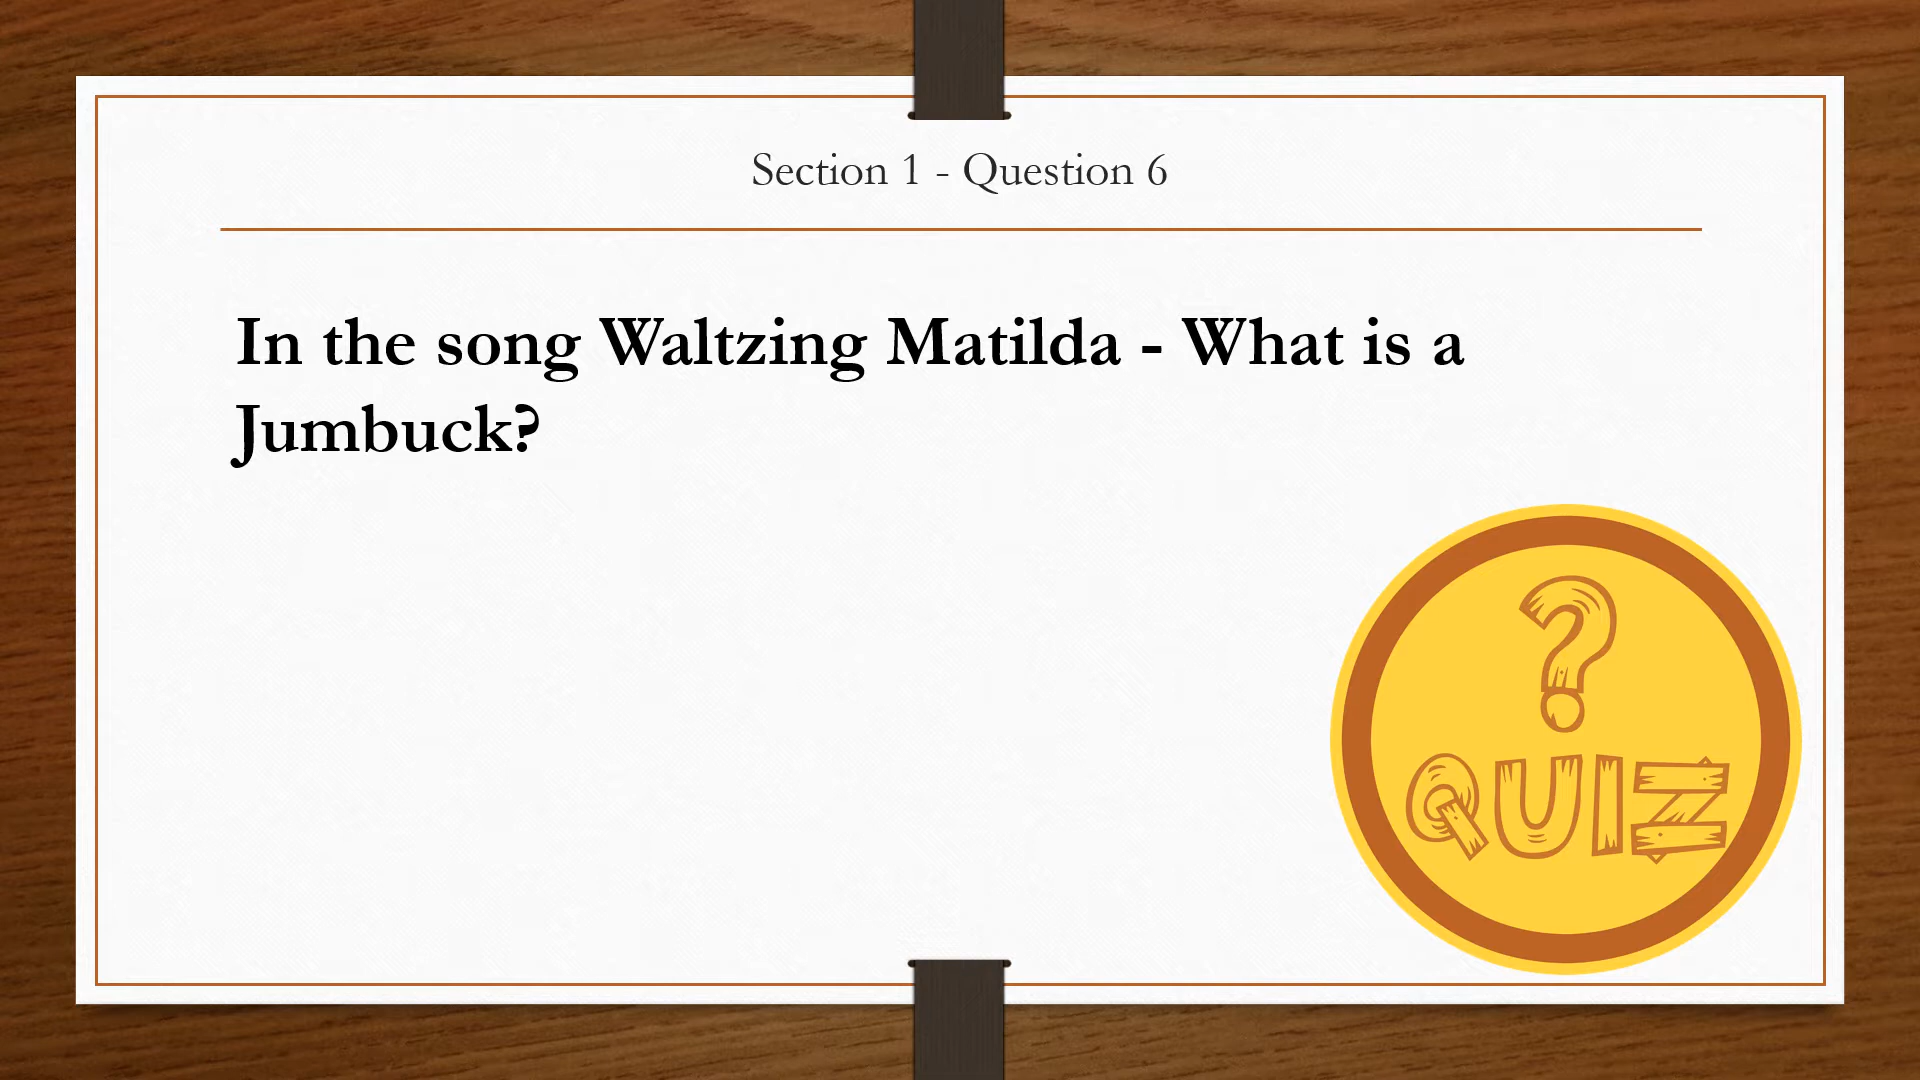 Section 1 - Question 6
In the song Waltzing Matilda - What is a
Jumbuck?
?
QUIZ